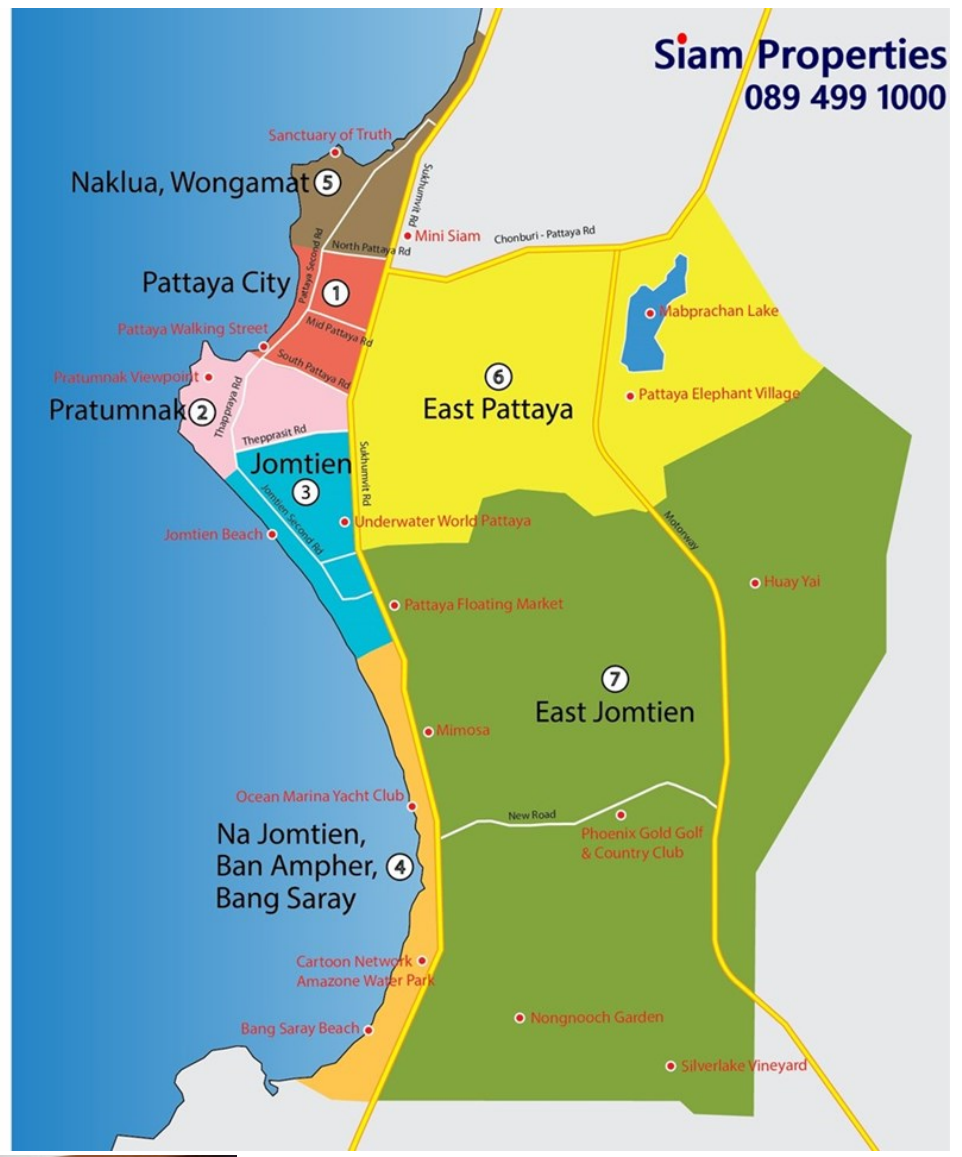 Siam Properties
089 499 1000
Sanctuary of Truth
Naklua, Wongamat 5
Sukhumvit Rd
Mini Siam
Chonburi - Pattaya Rd
North Pattaya Rd
Pattaya Second Rd
Pattaya City
1
Mabprachan Lake
Pattaya Walking Street
Mid Pattaya Rd
South Pattaya Rd
Pratumnak Viewpoint
Pratumnak 2
Thappraya Rd
6
East Pattaya
Pattaya Elephant Village
Thepprasit Rd
Jomtien
3
Sukhumvit Rd
Jomtien Second Rd
Underwater World Pattaya
Jomtien Beach
Motorway
Huay Yai
Pattaya Floating Market
7
East Jomtien
Mimosa
Ocean Marina Yacht Club
New Road
Phoenix Gold Golf
& Country Club
Na Jomtien,
Ban Ampher, 4
Bang Saray
Cartoon Network
Amazone Water Park
Nongnooch Garden
Bang Saray Beach
Silverlake Vineyard